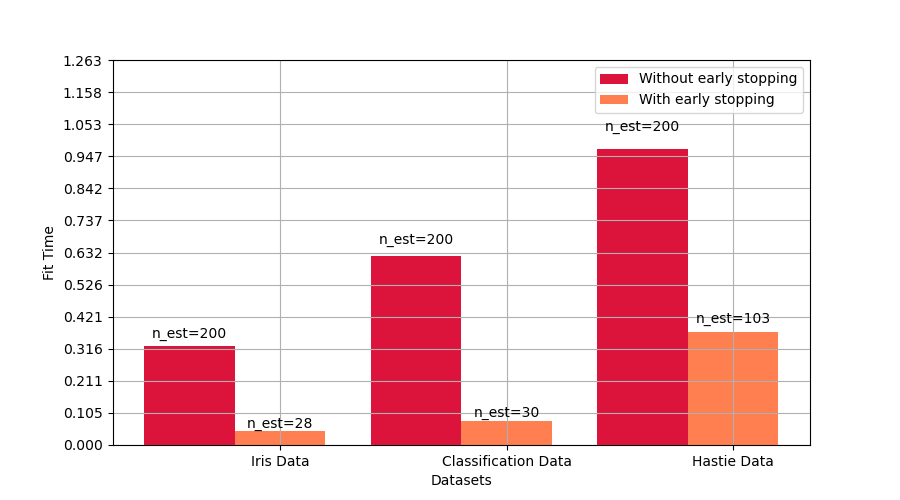 1.263
1.158
1.053
0.947
0.842
0.737
0.632
0.526
0.421
0.316
0.211
0.105
0.000
Fit Time
Without early stopping
With early stopping
n_est=200
n_est=200
n_est=200
n_est=28
n_est=30
n_est=103
Iris Data
Classification Data
Hastie Data
Datasets